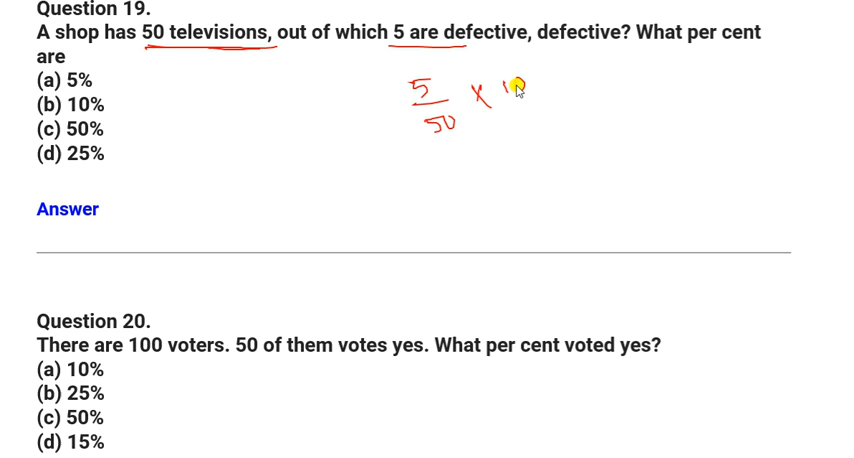 Question 19.
A shop has 50 televisions, out of which 5 are defective, defective? What per cent
are
(a) 5%
(b) 10%
(c) 50%
(d) 25%
5
50
x 10
Answer
Question 20.
There are 100 voters. 50 of them votes yes. What per cent voted yes?
(a) 10%
(b) 25%
(c) 50%
(d) 15%